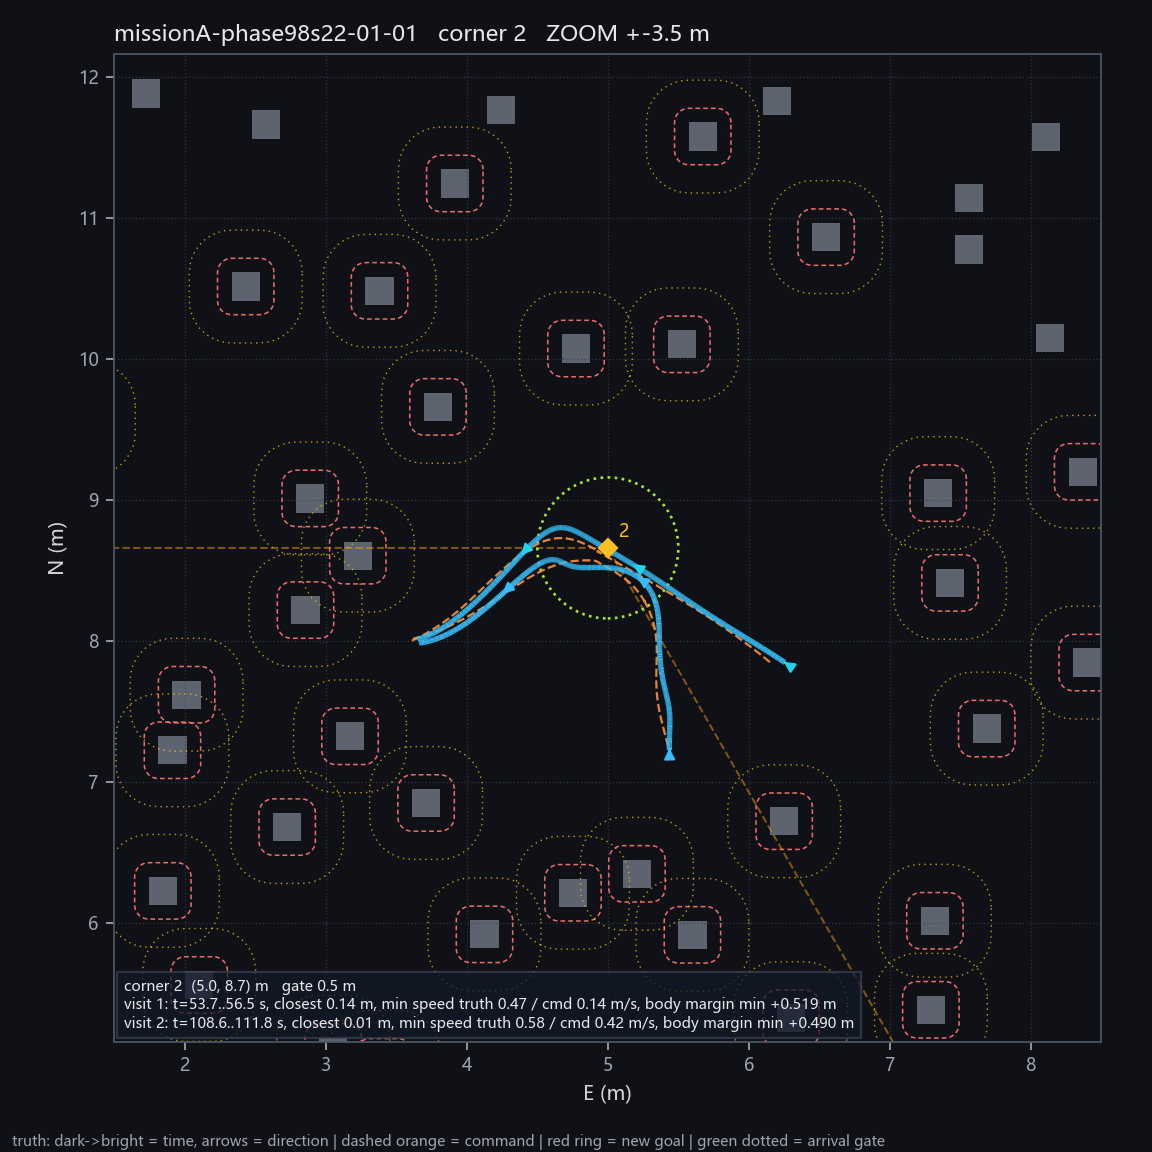 missionA-phase98s22-01-01   corner 2   ZOOM +-3.5 m
12
11
10
9
8
7
6
N (m)
2
corner 2  (5.0, 8.7) m   gate 0.5 m
visit 1: t=53.7..56.5 s, closest 0.14 m, min speed truth 0.47 / cmd 0.14 m/s, body margin min +0.519 m
visit 2: t=108.6..111.8 s, closest 0.01 m, min speed truth 0.58 / cmd 0.42 m/s, body margin min +0.490 m
2 3 4 5 6 7 8
E (m)
truth: dark->bright = time, arrows = direction | dashed orange = command | red ring = new goal | green dotted = arrival gate